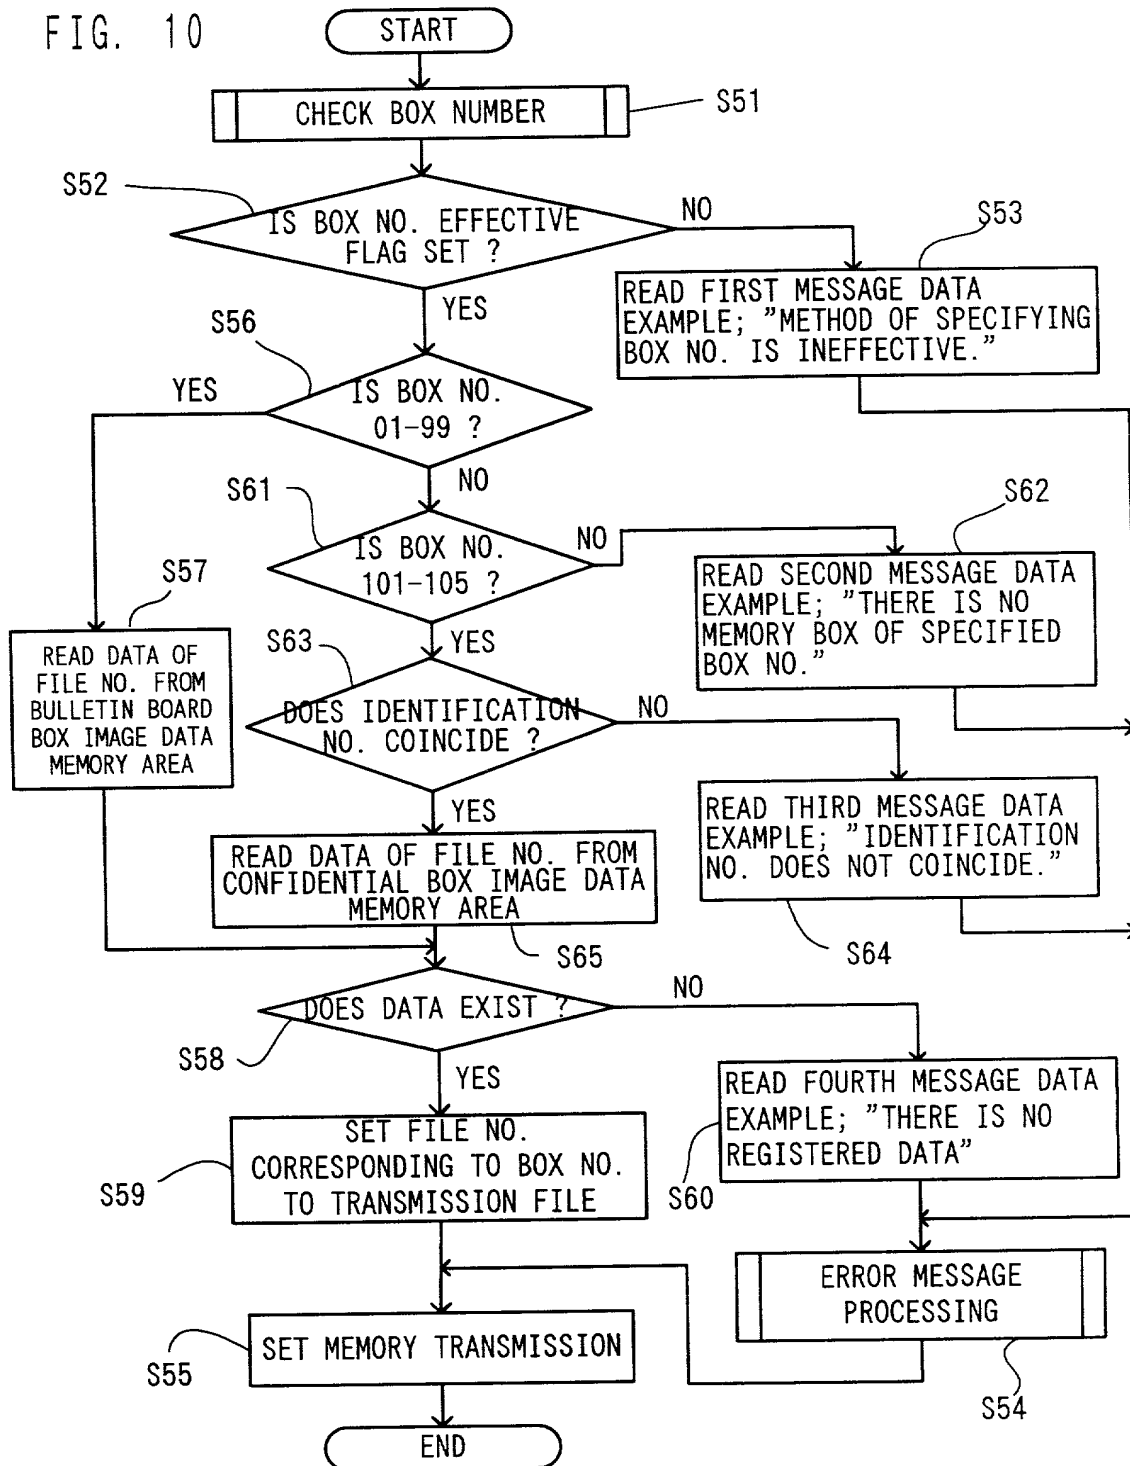 FIG. 10
START
CHECK BOX NUMBER
S51
S52
IS BOX NO. EFFECTIVE
FLAG SET ?
NO
YES
S53
READ FIRST MESSAGE DATA
EXAMPLE; "METHOD OF SPECIFYING
BOX NO. IS INEFFECTIVE."
S56
YES
IS BOX NO.
01-99 ?
NO
S61
IS BOX NO.
101-105 ?
NO
YES
S62
READ SECOND MESSAGE DATA
EXAMPLE; "THERE IS NO
MEMORY BOX OF SPECIFIED
BOX NO."
S57
READ DATA OF
FILE NO. FROM
BULLETIN BOARD
BOX IMAGE DATA
MEMORY AREA
S63
DOES IDENTIFICATION
NO. COINCIDE ?
NO
YES
READ THIRD MESSAGE DATA
EXAMPLE; "IDENTIFICATION
NO. DOES NOT COINCIDE."
S64
READ DATA OF FILE NO. FROM
CONFIDENTIAL BOX IMAGE DATA
MEMORY AREA
S65
DOES DATA EXIST ?
S58
NO
YES
READ FOURTH MESSAGE DATA
EXAMPLE; "THERE IS NO
REGISTERED DATA"
S60
SET FILE NO.
CORRESPONDING TO BOX NO.
TO TRANSMISSION FILE
S59
ERROR MESSAGE
PROCESSING
S54
SET MEMORY TRANSMISSION
S55
END